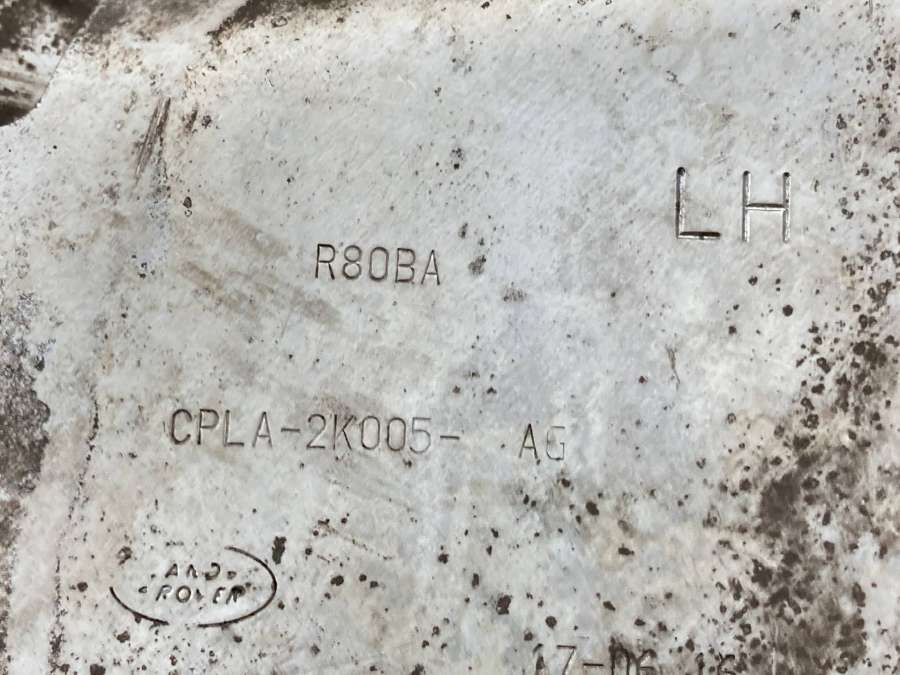 LH
R80BA
CPLA-2K005- AG
LAND
ROVER